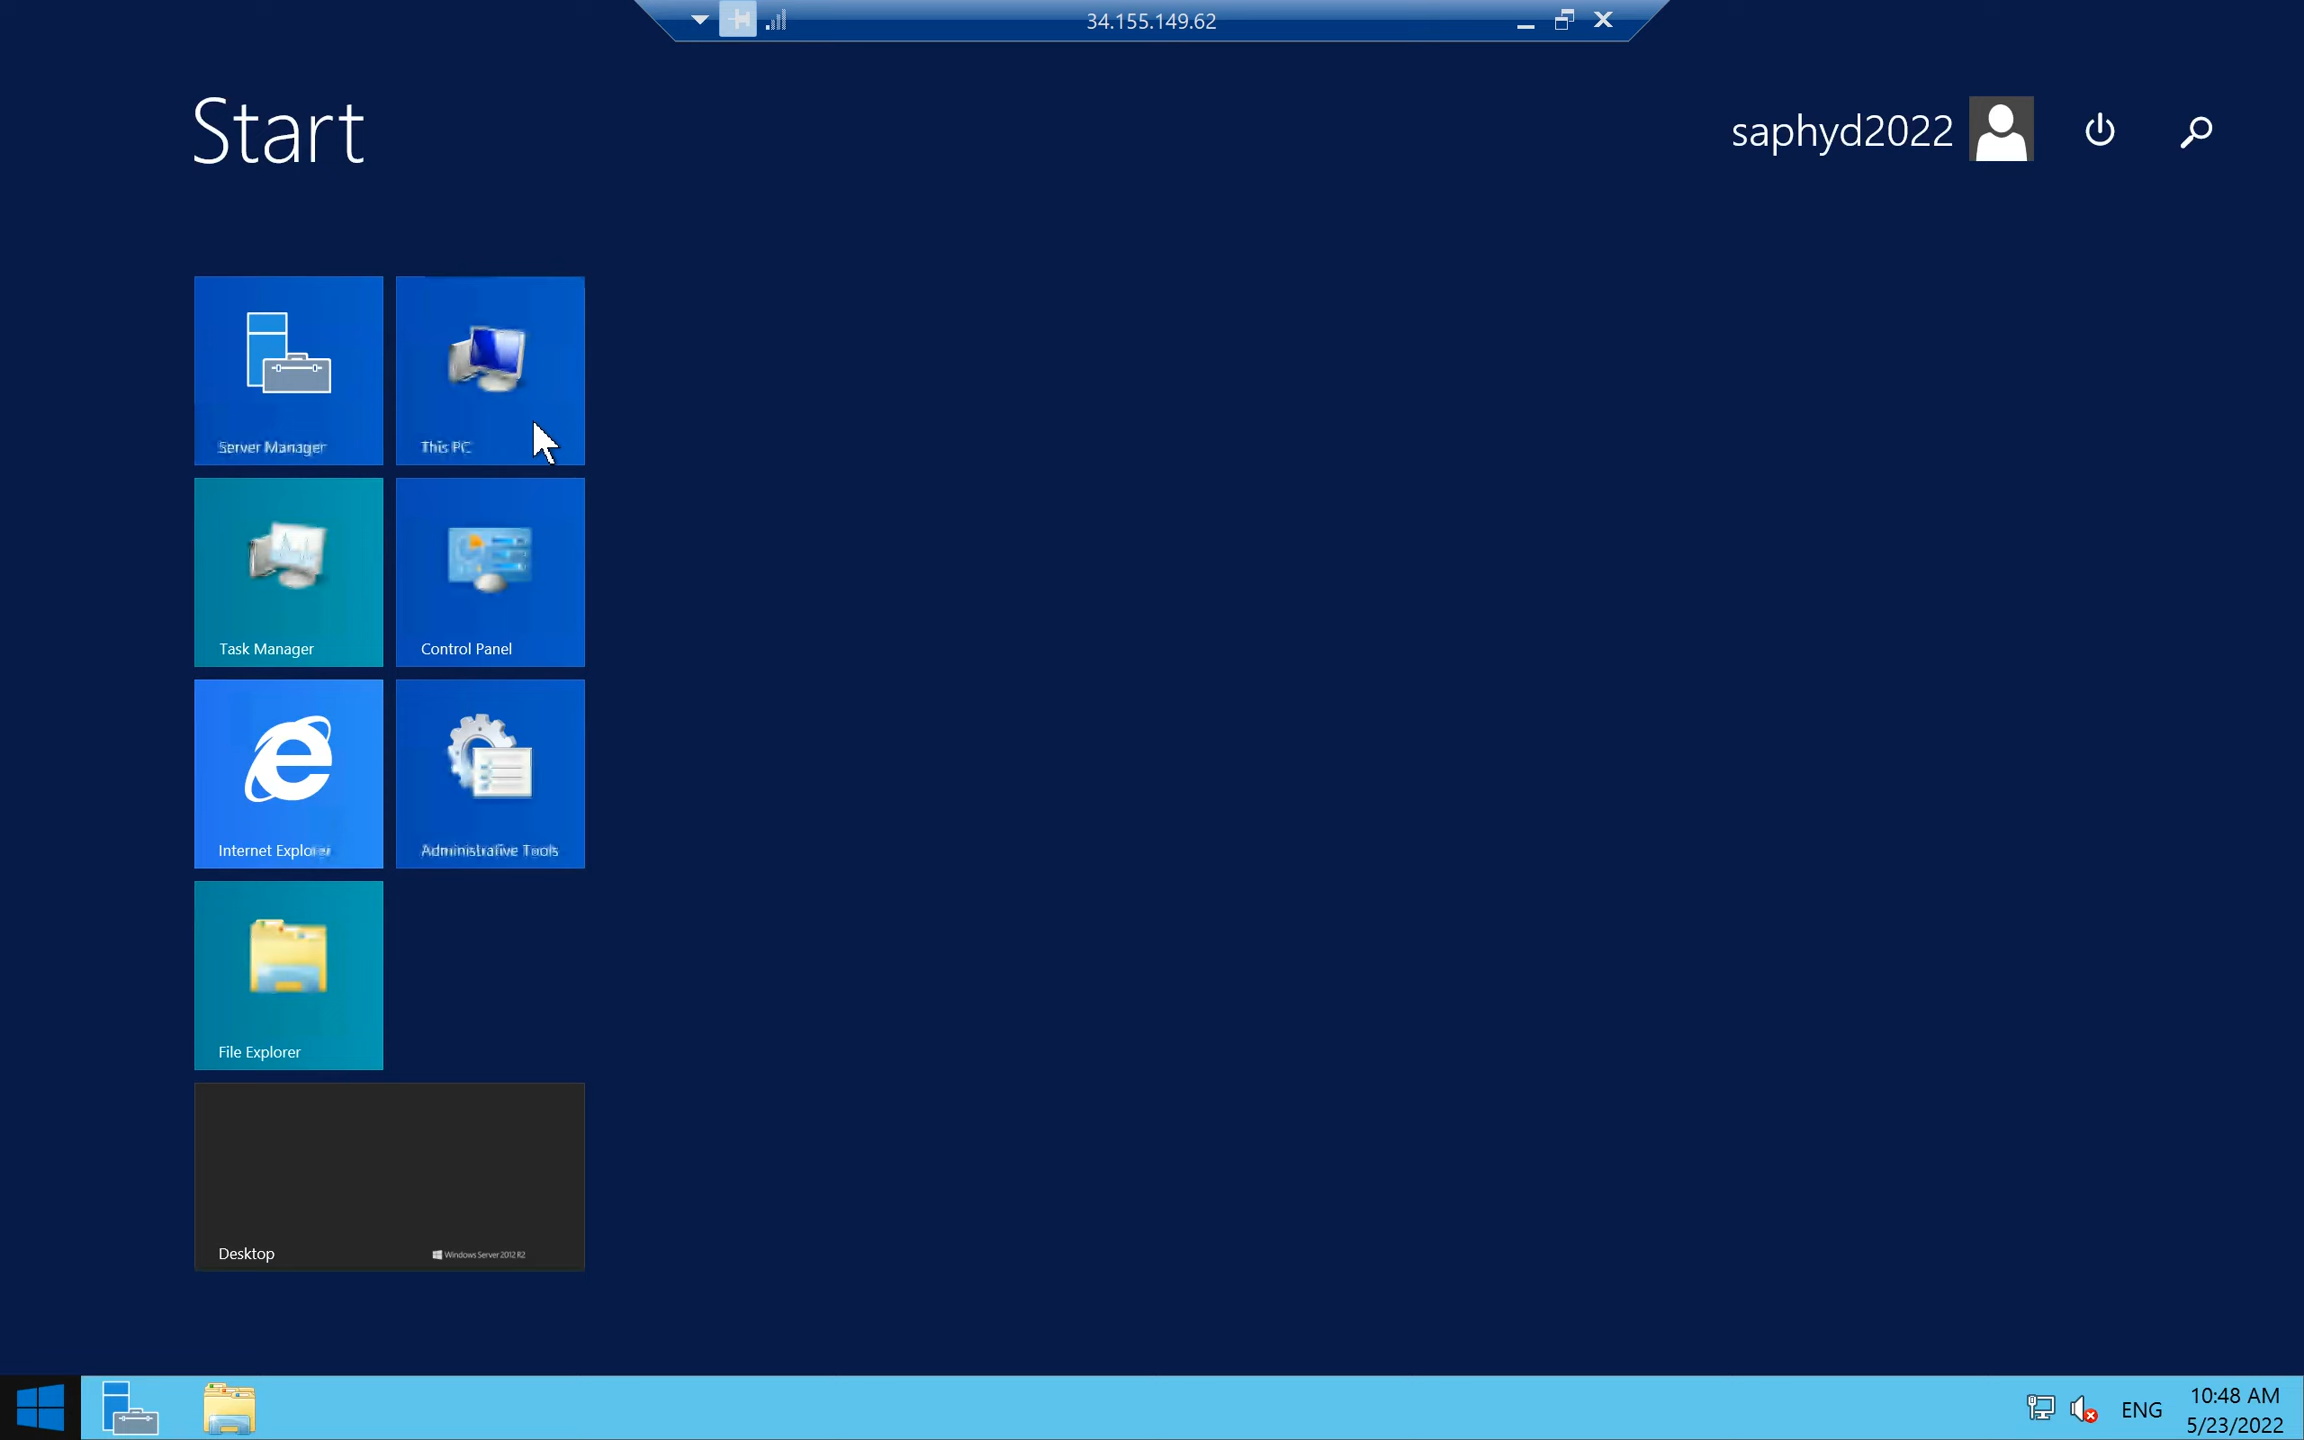 34.155.149.62
Start
saphyd2022
Server Manager
This PC
Task Manager
Control Panel
Internet Explorer
Administrative Tools
File Explorer
Desktop
Windows Server 2012 R2
ENG
10:48 AM
5/23/2022